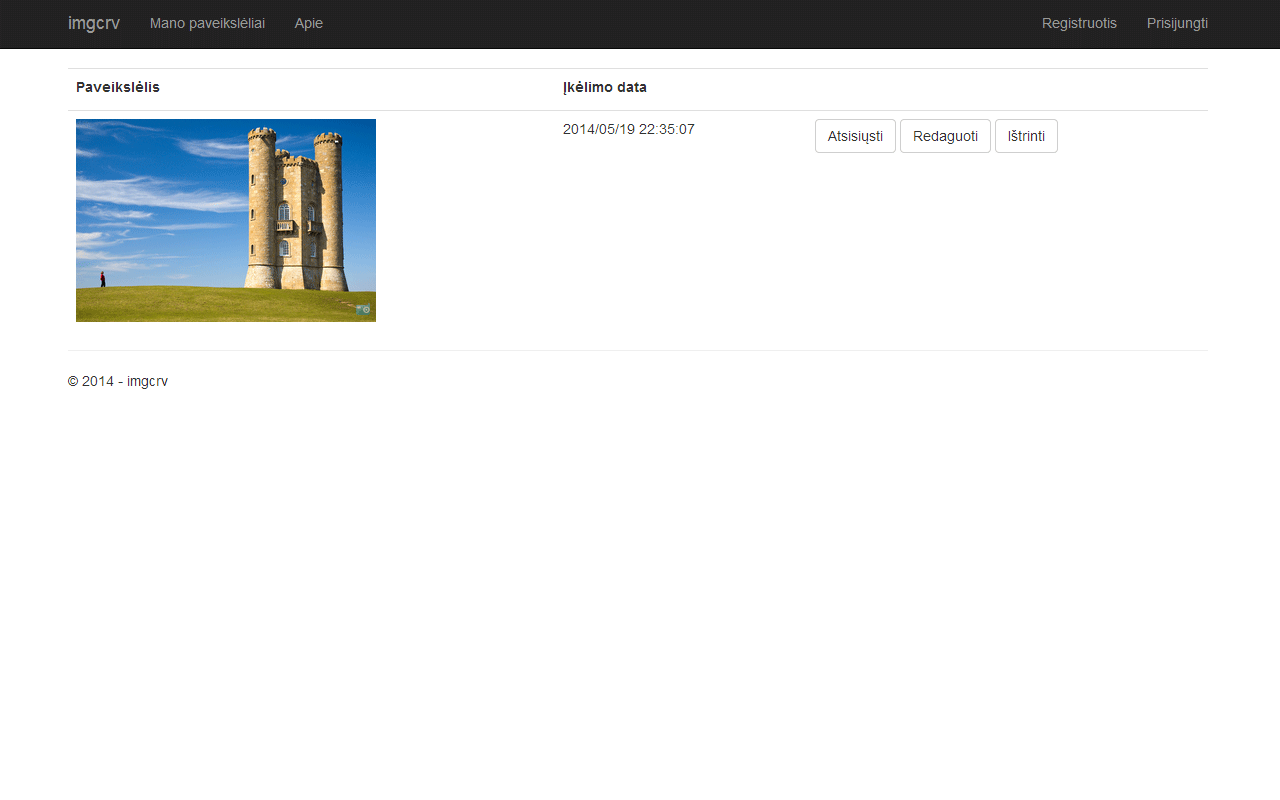 imgcrv Mano paveikslėliai Apie Registruotis Prisijungti
Paveikslėlis Įkėlimo data
2014/05/19 22:35:07 Atsisiųsti Redaguoti Ištrinti
© 2014 - imgcrv